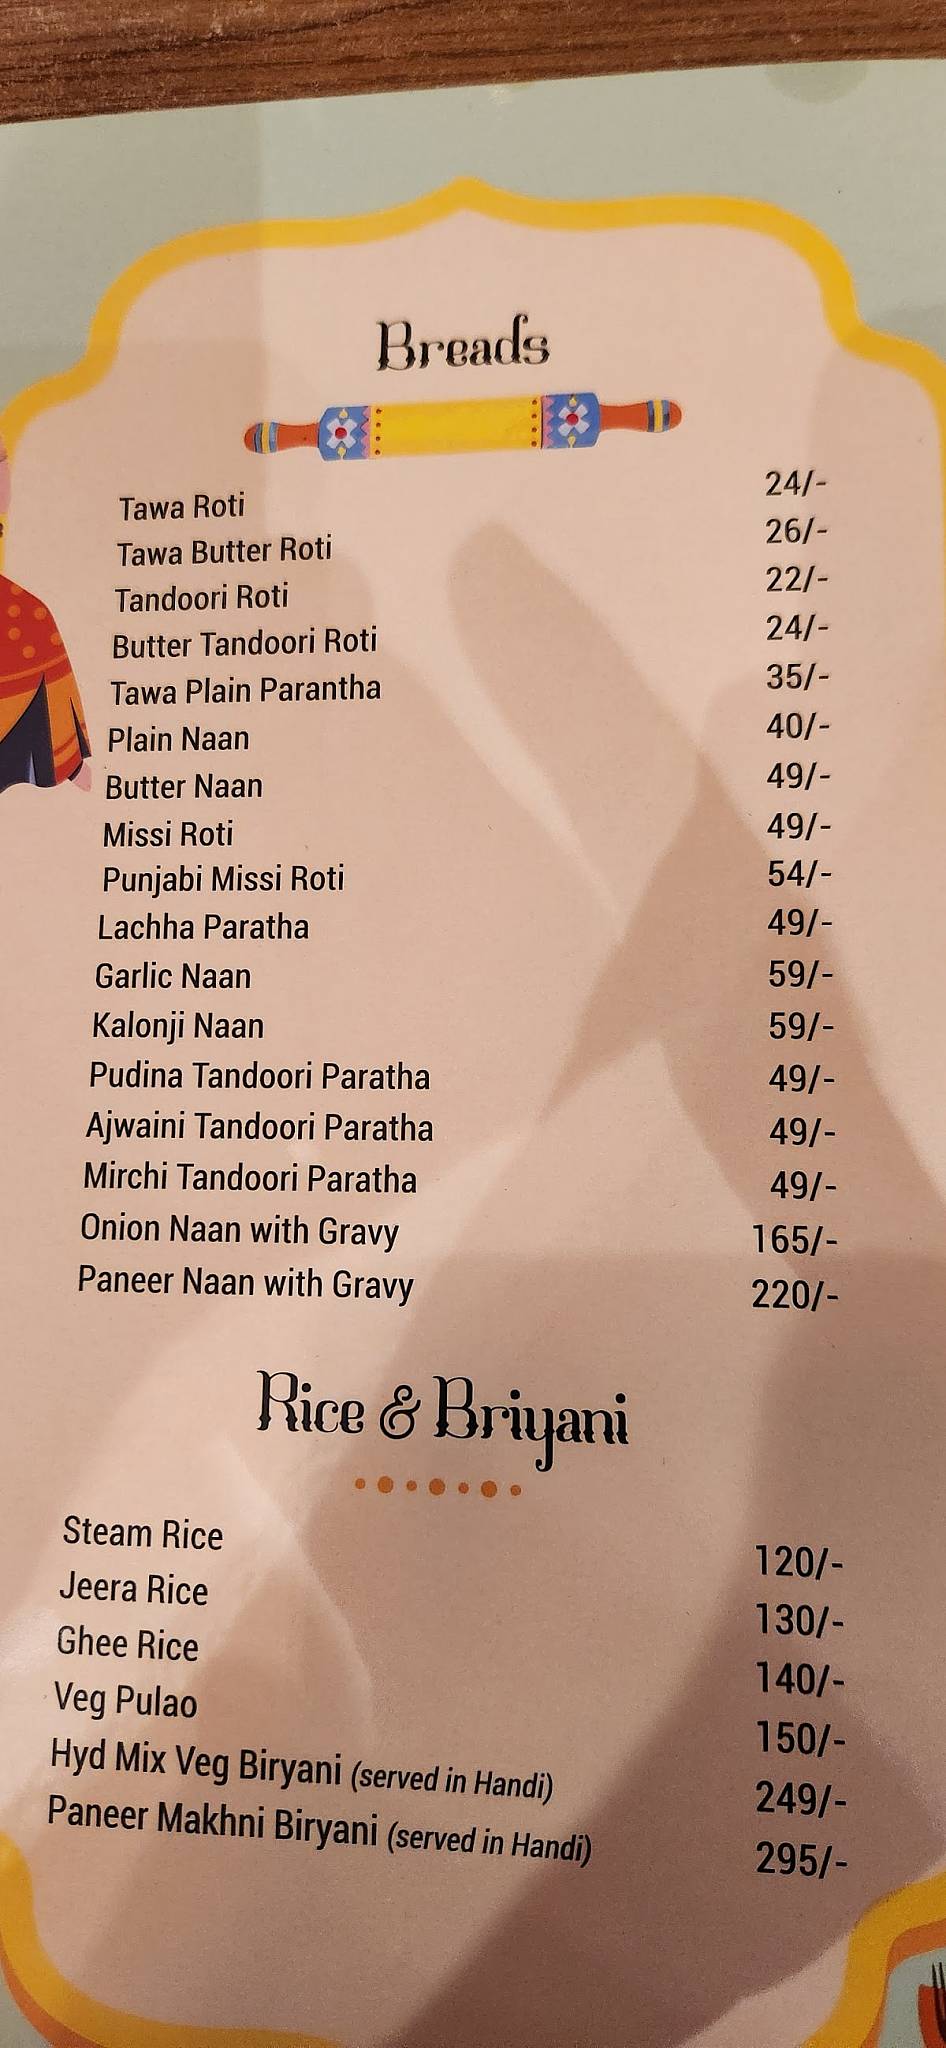 Breads
Tawa Roti 24/-
Tawa Butter Roti 26/-
Tandoori Roti 22/-
Butter Tandoori Roti 24/-
Tawa Plain Parantha 35/-
Plain Naan 40/-
Butter Naan 49/-
Missi Roti 49/-
Punjabi Missi Roti 54/-
Lachha Paratha 49/-
Garlic Naan 59/-
Kalonji Naan 59/-
Pudina Tandoori Paratha 49/-
Ajwaini Tandoori Paratha 49/-
Mirchi Tandoori Paratha 49/-
Onion Naan with Gravy 165/-
Paneer Naan with Gravy 220/-
Rice & Briyani
Steam Rice 120/-
Jeera Rice 130/-
Ghee Rice 140/-
Veg Pulao 150/-
Hyd Mix Veg Biryani (served in Handi) 249/-
Paneer Makhni Biryani (served in Handi) 295/-